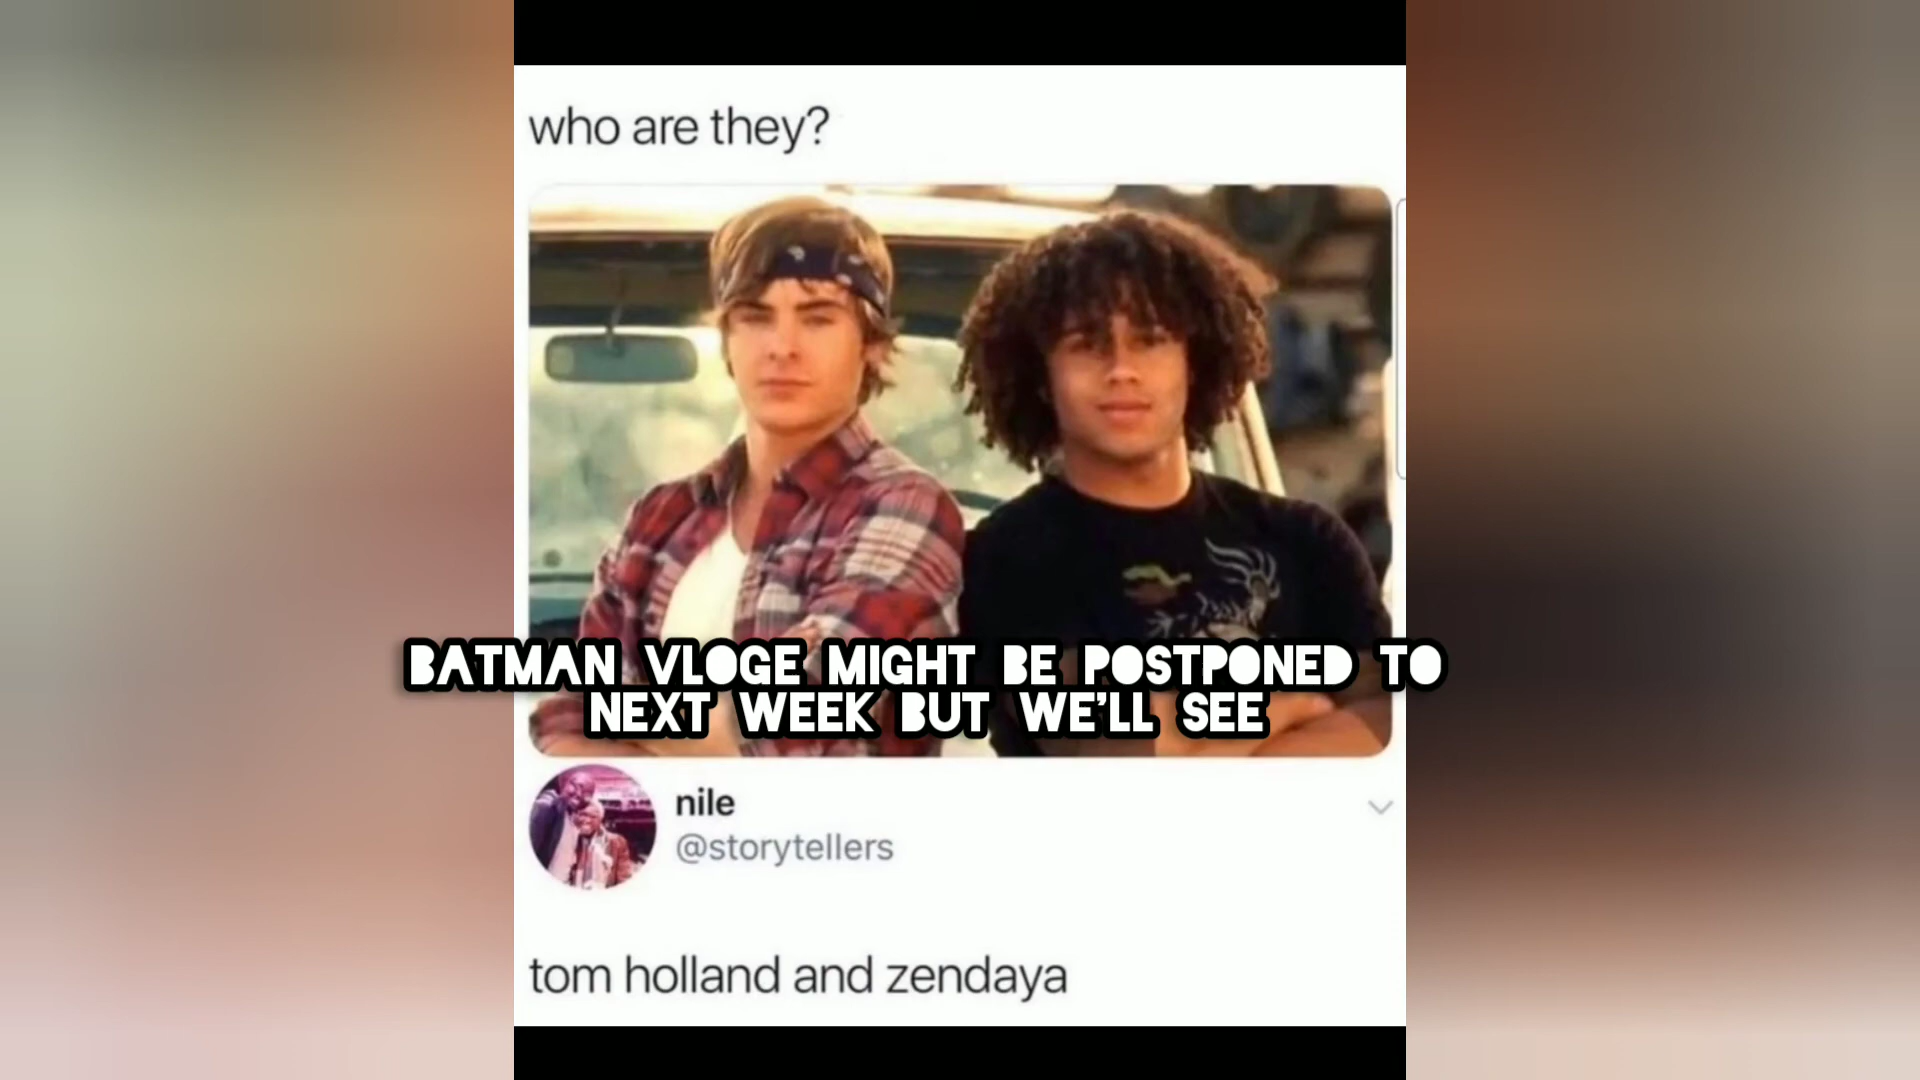 who are they?
BATMAN VLOGE MIGHT BE POSTPONED TO
NEXT WEEK BUT WE'LL SEE
nile
@storytellers
tom holland and zendaya